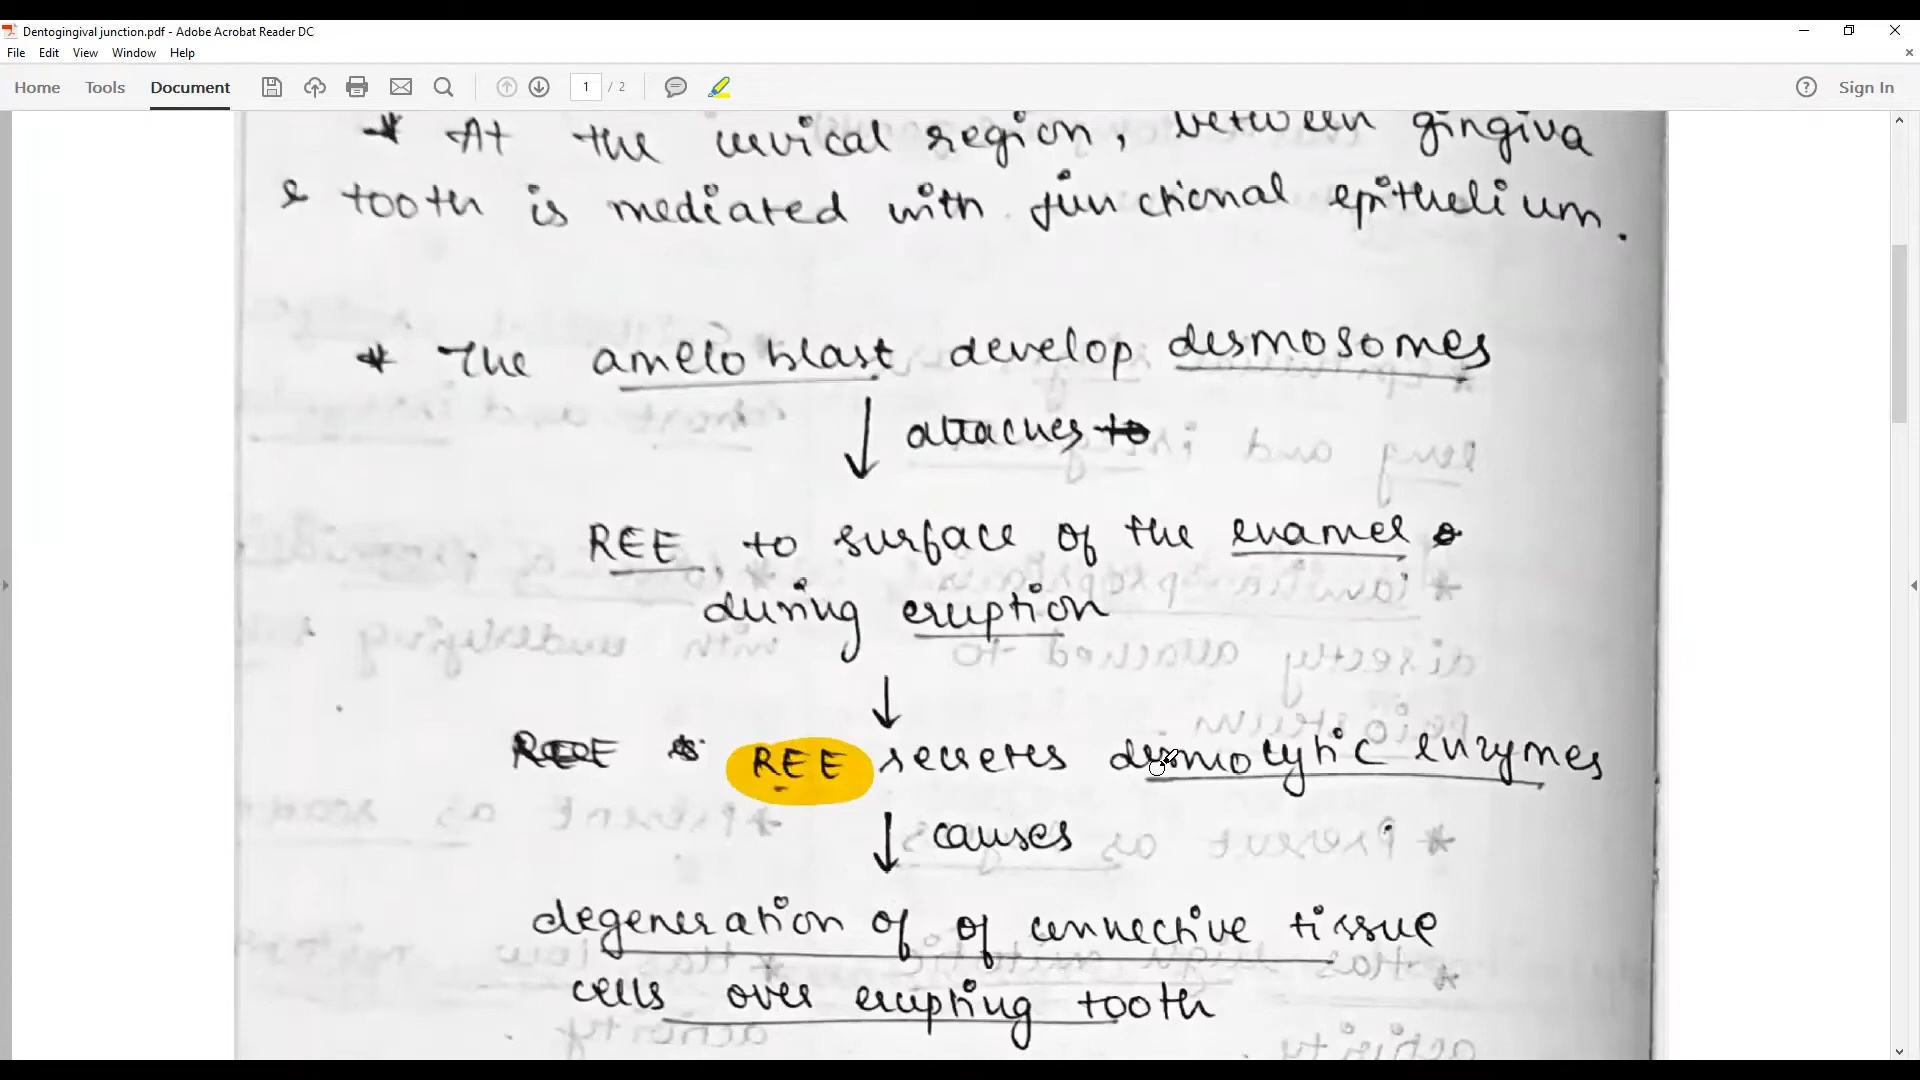 Dentogingival junction.pdf - Adobe Acrobat Reader DC
File Edit View Window Help
Home Tools Document 1 / 2 Sign In
* At the cervical region, between gingiva
& tooth is mediated with functional epithelium.
* The ameloblast develop desmosomes
↓ attaches to
REE to surface of the enamel
during eruption
↓
REE secretes desmolytic enzymes
↓ causes
degeneration of of connective tissue
cells over erupting tooth